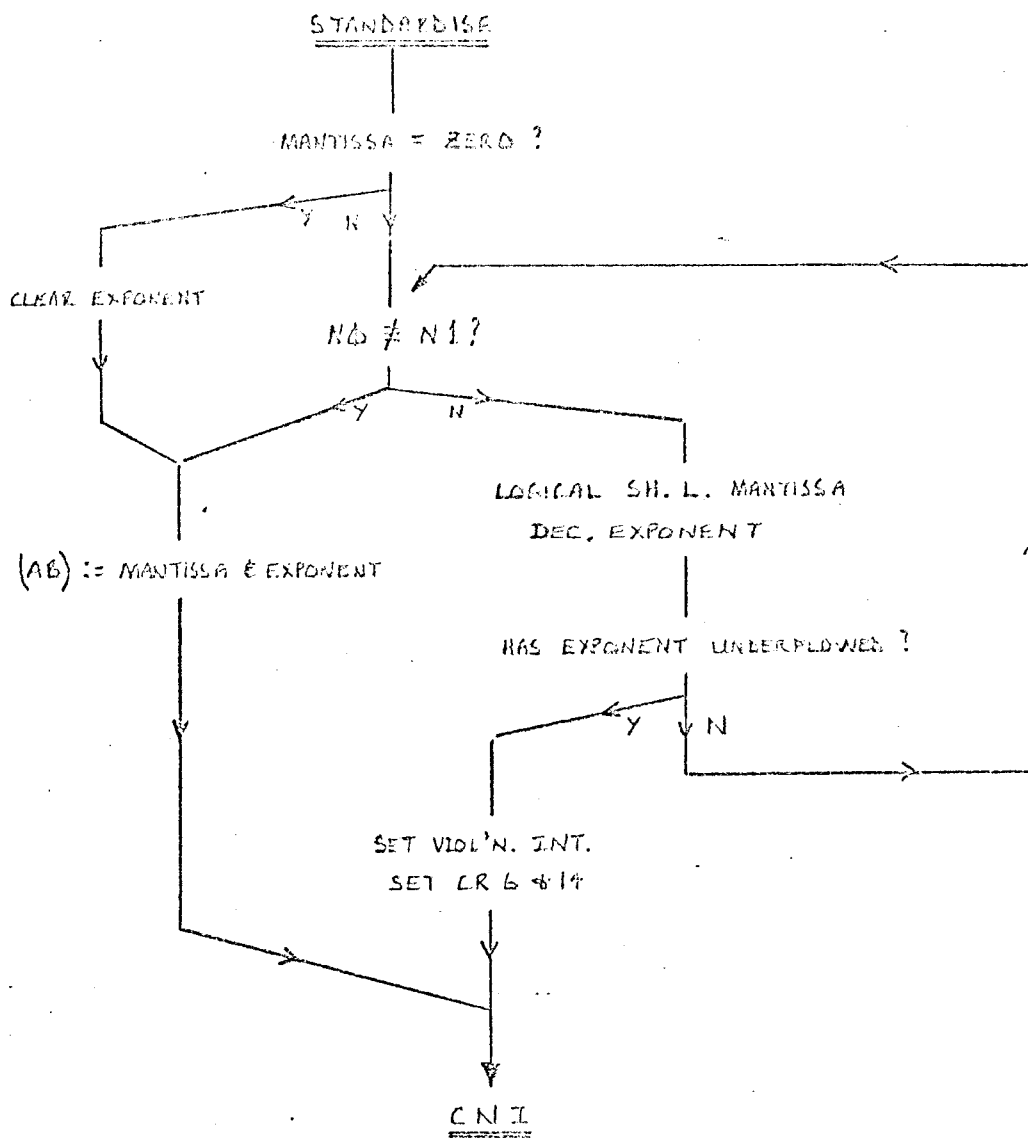 STANDARDISE
MANTISSA = ZERO ?
Y N
CLEAR EXPONENT
N0 ≠ N1?
Y N
LOGICAL SH. L. MANTISSA
DEC. EXPONENT
(AB) := MANTISSA & EXPONENT
HAS EXPONENT UNDERFLOWED ?
Y N
SET VIOL'N. INT.
SET CR 6 & 14
CNI